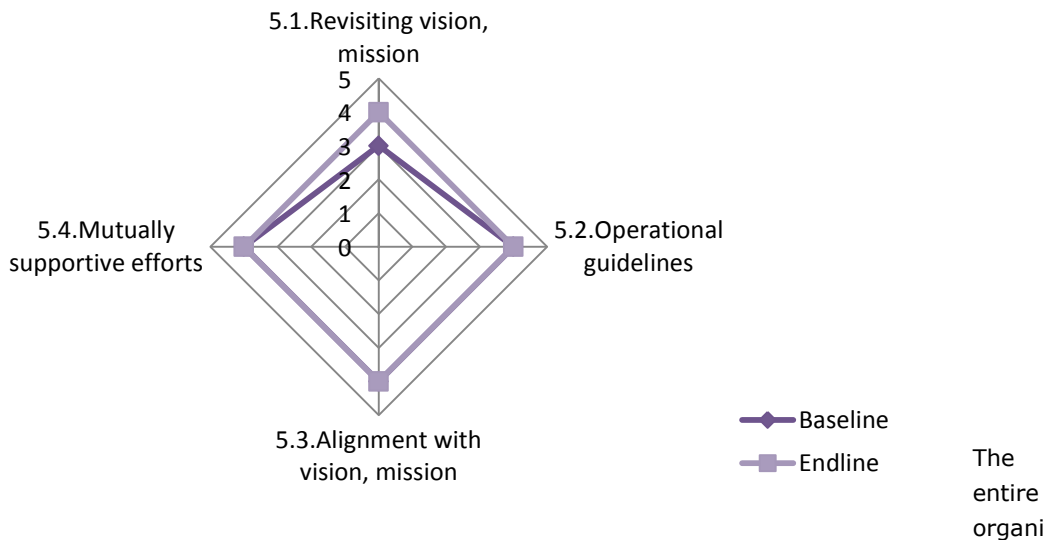 5.1.Revisiting vision,
mission
5
4
3
2
1
0
5.4.Mutually
supportive efforts
5.2.Operational
guidelines
5.3.Alignment with
vision, mission
Baseline
Endline
The
entire
organi